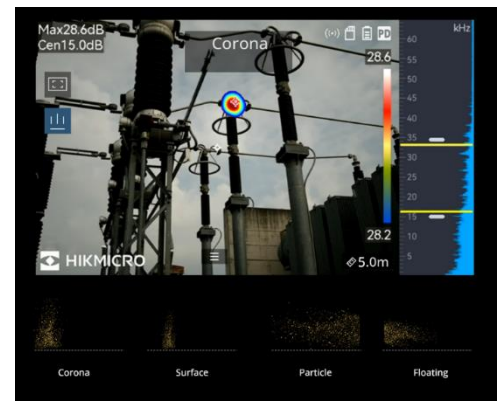 Max28.6dB
Cen15.0dB
Corona
PD
kHz
28.6
60
55
50
45
40
35
30
25
20
15
10
5
28.2
HIKMICRO
5.0m
Corona
Surface
Particle
Floating